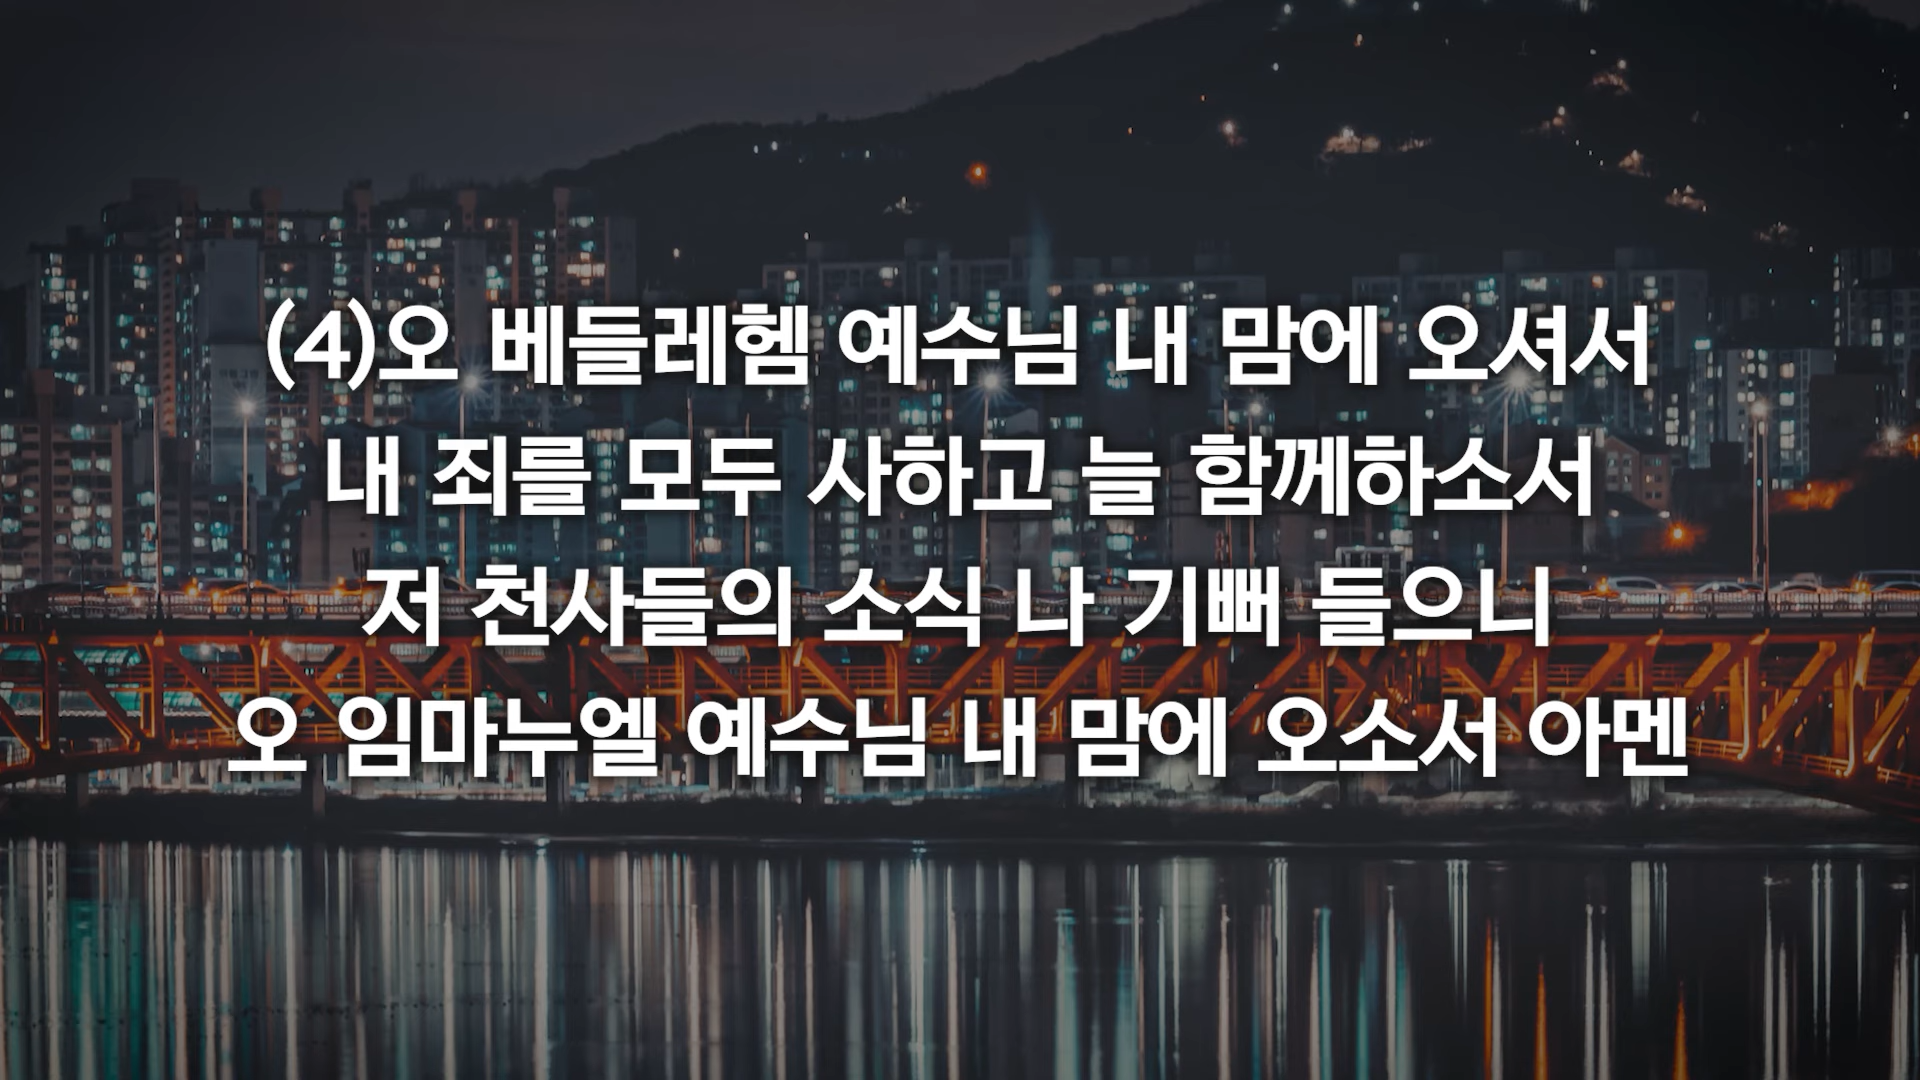 (4)오 베들레헴 예수님 내 맘에 오셔서
내 죄를 모두 사하고 늘 함께하소서
저 천사들의 소식 나 기뻐 들으니
오 임마누엘 예수님 내 맘에 오소서 아멘